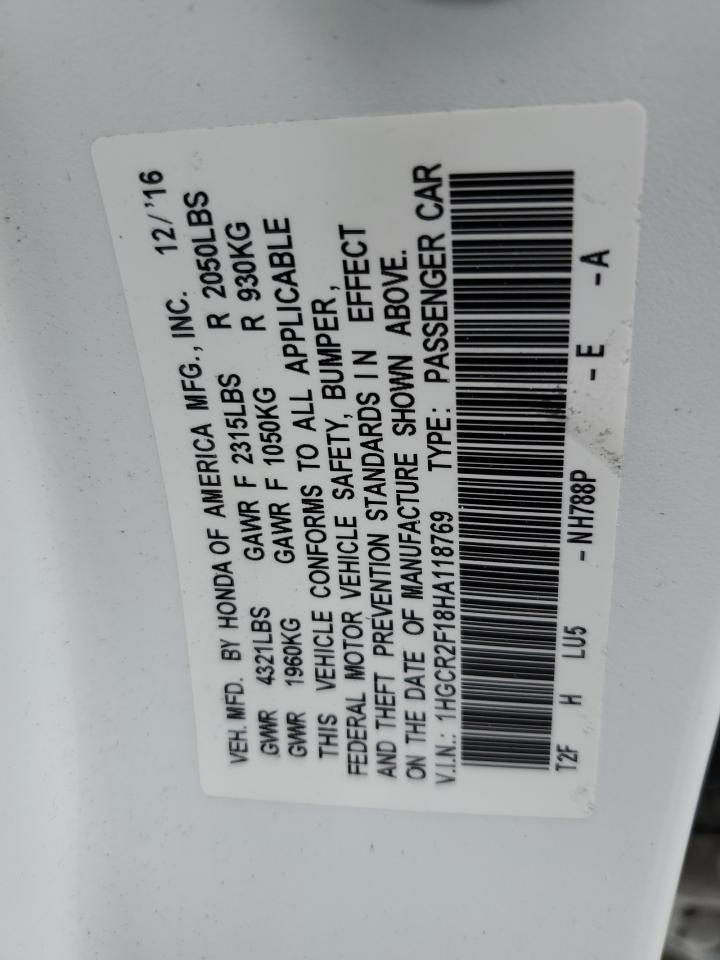 VEH. MFD. BY HONDA OF AMERICA MFG., INC. 12/'16
GVWR 4321LBS GAWR F 2315LBS R 2050LBS
GVWR 1960KG GAWR F 1050KG R 930KG
THIS VEHICLE CONFORMS TO ALL APPLICABLE
FEDERAL MOTOR VEHICLE SAFETY, BUMPER,
AND THEFT PREVENTION STANDARDS IN EFFECT
ON THE DATE OF MANUFACTURE SHOWN ABOVE.
V.I.N.: 1HGCR2F18HA118769 TYPE: PASSENGER CAR
T2F H LU5 - NH788P - E - A